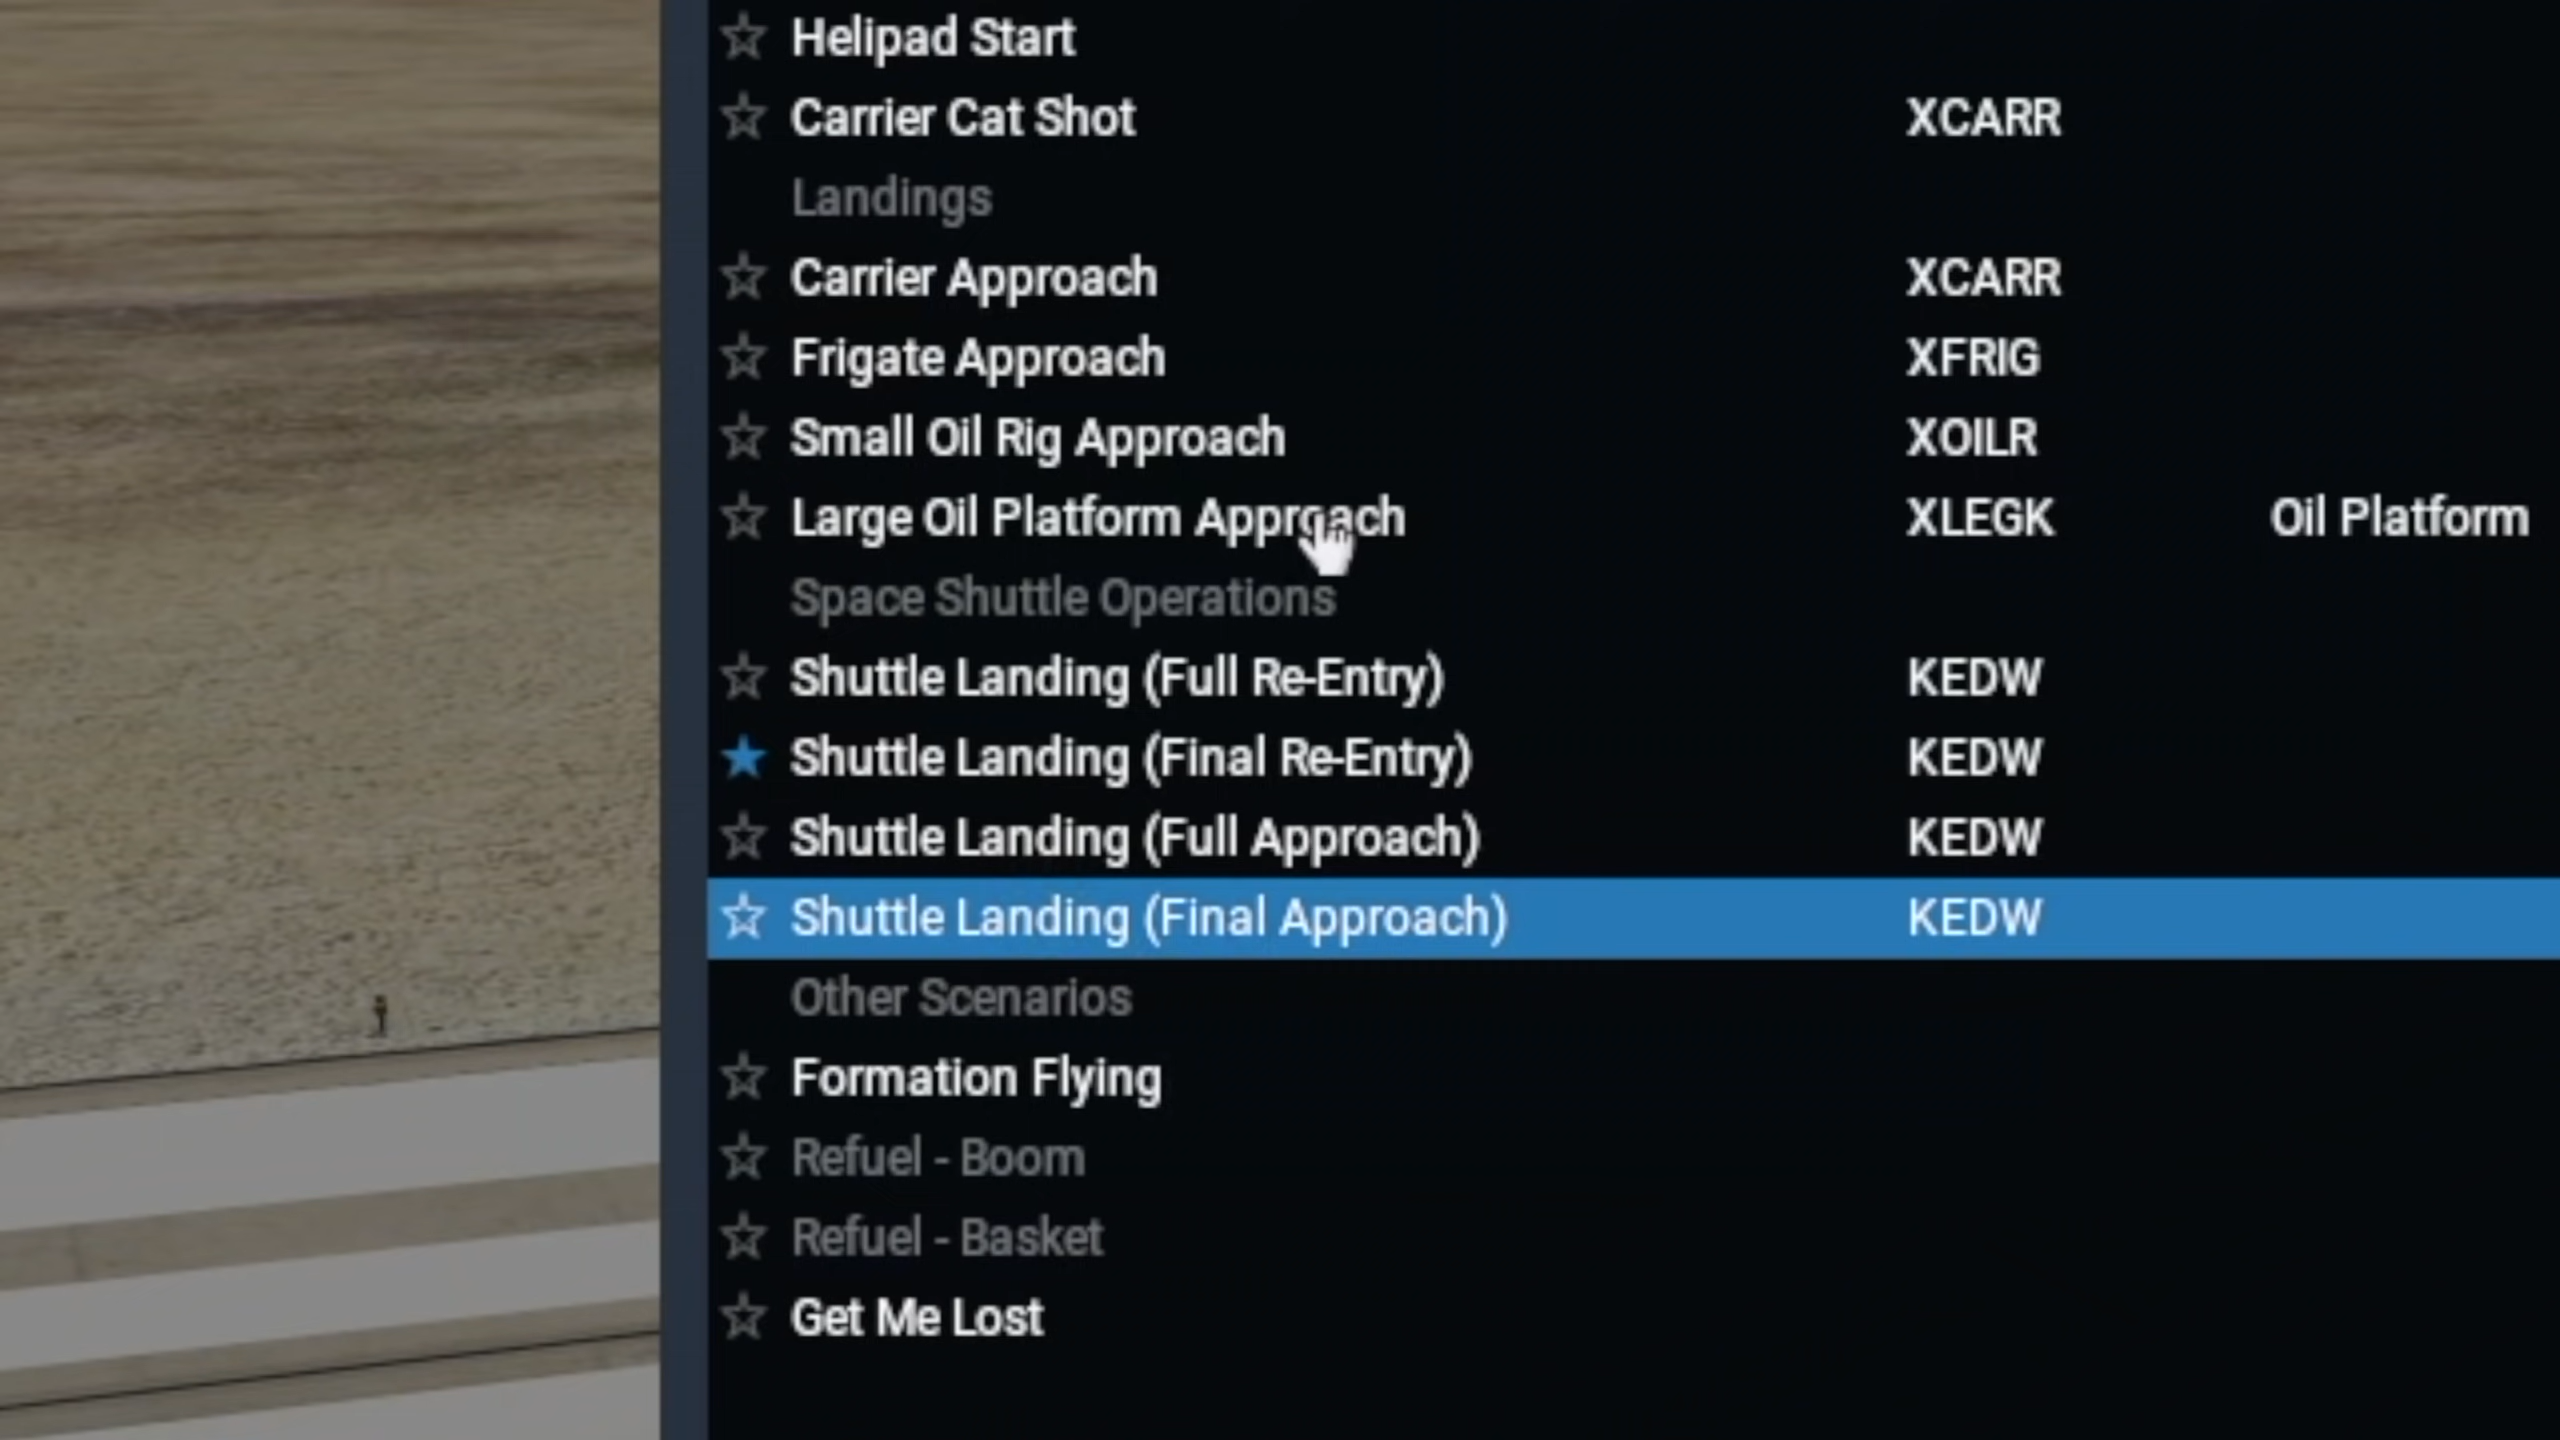 Helipad Start
Carrier Cat Shot XCARR
Landings
Carrier Approach XCARR
Frigate Approach XFRIG
Small Oil Rig Approach XOILR
Large Oil Platform Approach XLEGK Oil Platform
Space Shuttle Operations
Shuttle Landing (Full Re-Entry) KEDW
Shuttle Landing (Final Re-Entry) KEDW
Shuttle Landing (Full Approach) KEDW
Shuttle Landing (Final Approach) KEDW
Other Scenarios
Formation Flying
Refuel - Boom
Refuel - Basket
Get Me Lost